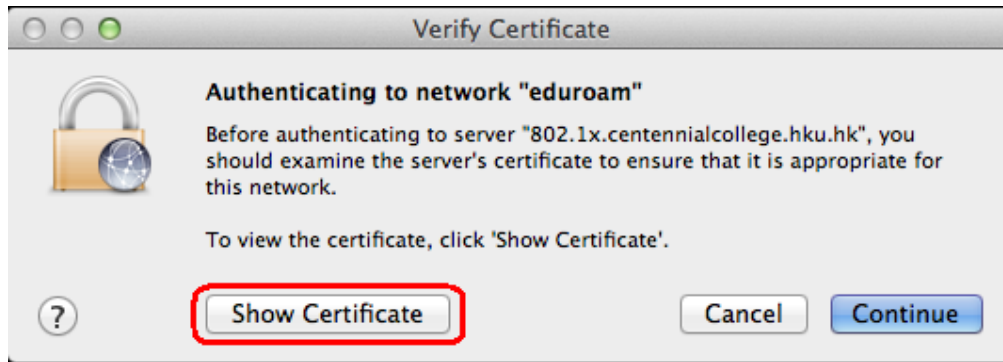 Verify Certificate
Authenticating to network "eduroam"
Before authenticating to server "802.1x.centennialcollege.hku.hk", you
should examine the server's certificate to ensure that it is appropriate for
this network.
To view the certificate, click 'Show Certificate'.
? Show Certificate Cancel Continue